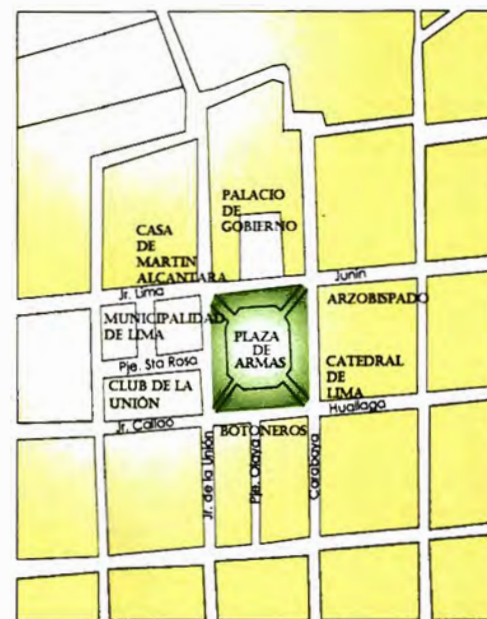 PALACIO
DE
GOBIERNO
CASA
DE
MARTIN
ALCANTARA
Jr. Lima
Junín
ARZOBISPADO
MUNICIPALIDAD
DE LIMA
PLAZA
DE
ARMAS
Pje. Sta Rosa
CATEDRAL
DE
LIMA
CLUB DE LA
UNIÓN
Huallaga
Jr. Callao
BOTONEROS
Jr. de la Unión
Pje. Olaya
Carabaya